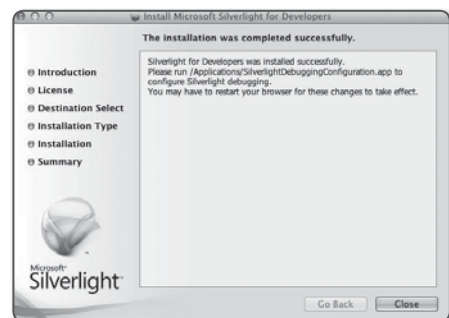 Install Microsoft Silverlight for Developers
The installation was completed successfully.
Introduction
License
Destination Select
Installation Type
Installation
Summary
Silverlight for Developers was installed successfully.
Please run /Applications/SilverlightDebuggingConfiguration.app to
configure Silverlight debugging.
You may have to restart your browser for these changes to take effect.
Microsoft®
Silverlight™
Go Back
Close